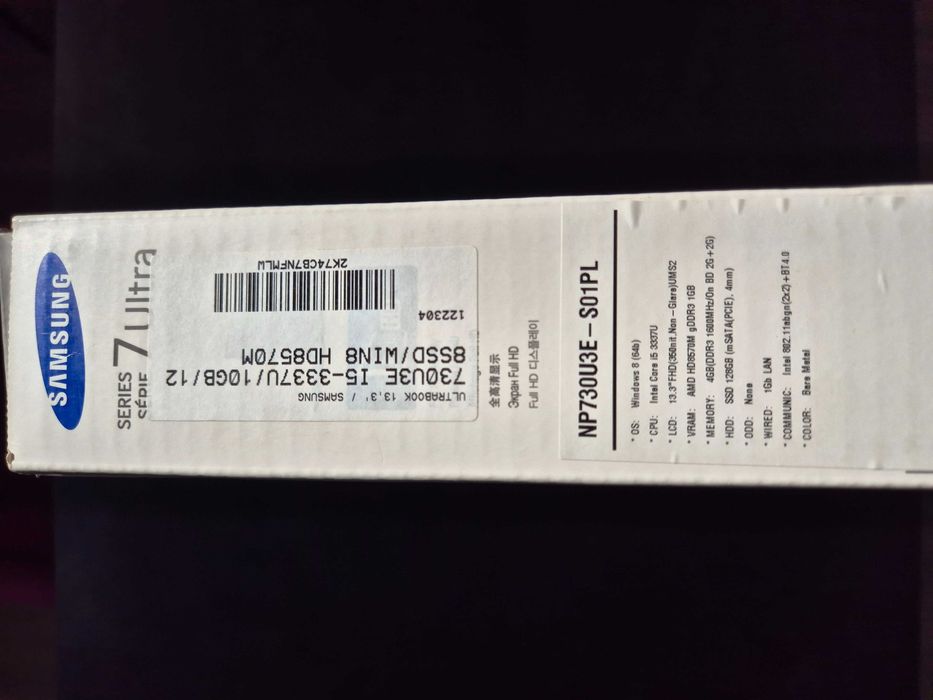 SAMSUNG
SERIES 7 Ultra
SÉRIE
ULTRABOOK 13,3' / SAMSUNG
730U3E I5-3337U/10GB/12
8SSD/WIN8 HD8570M
122304
2K74CB7NFMLW
全高清显示
Экран Full HD
Full HD 디스플레이
NP730U3E - S01PL
* OS: Windows 8 (64b)
* CPU: Intel Core i5 3337U
* LCD: 13.3"FHD(350nit.Non-Glare)UMS2
* VRAM: AMD HD8570M gDDR3 1GB
* MEMORY: 4GB(DDR3 1600MHz/On BD 2G+2G)
* HDD: SSD 128GB (mSATA(PCIE), 4mm)
* ODD: None
* WIRED: 1Gb LAN
* COMMUNIC: Intel 802.11abgn(2x2)+BT4.0
* COLOR: Bare Metal